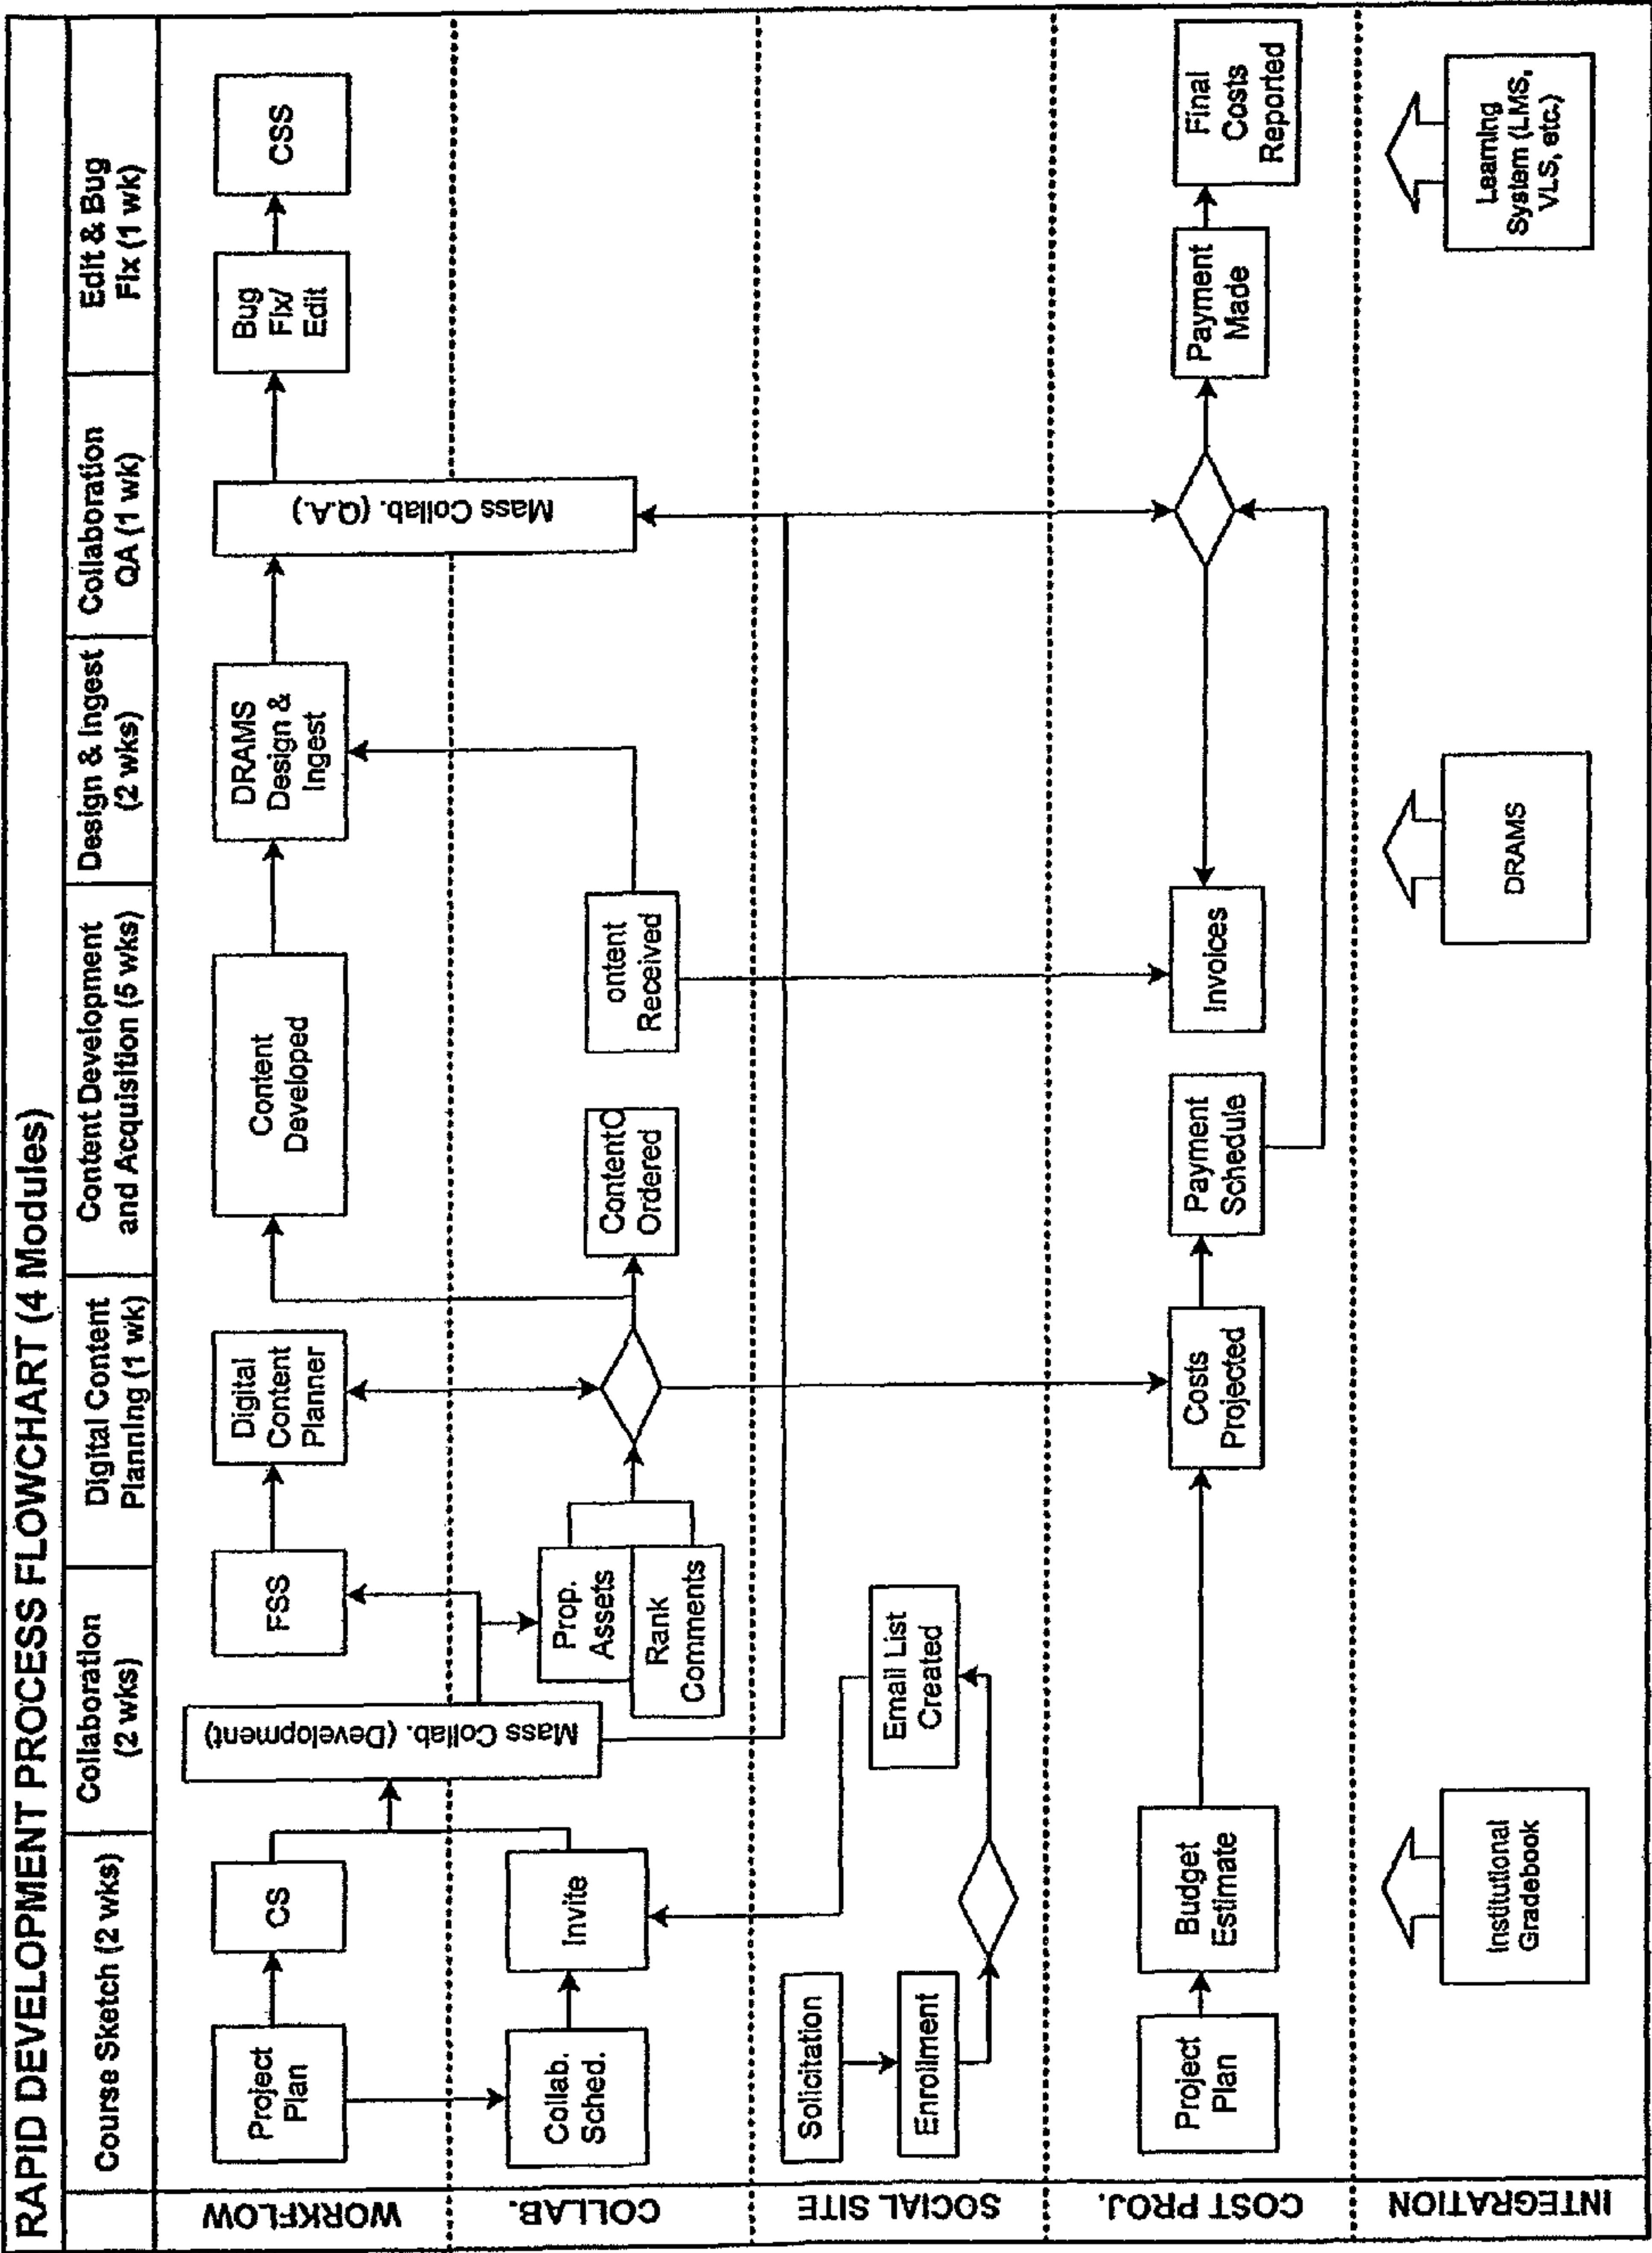 RAPID DEVELOPMENT PROCESS FLOWCHART (4 Modules)
Course Sketch (2 wks)
Collaboration
(2 wks)
Digital Content
Planning (1 wk)
Content Development
and Acquisition (5 wks)
Design & Ingest
(2 wks)
Collaboration
QA (1 wk)
Edit & Bug
Fix (1 wk)
WORKFLOW
Project
Plan
CS
Mass Collab. (Development)
FSS
Digital
Content
Planner
Content
Developed
DRAMS
Design &
Ingest
Mass Collab. (Q.A.)
Bug
Fix/
Edit
CSS
COLLAB.
Collab.
Sched.
Invite
Prop.
Assets
Rank
Comments
ContentC
Ordered
ontent
Received
SOCIAL SITE
Solicitation
Enrollment
Email List
Created
COST PROJ.
Project
Plan
Budget
Estimate
Costs
Projected
Payment
Schedule
Invoices
Payment
Made
Final
Costs
Reported
INTEGRATION
Institutional
Gradebook
DRAMS
Learning
System (LMS,
VLS, etc.)